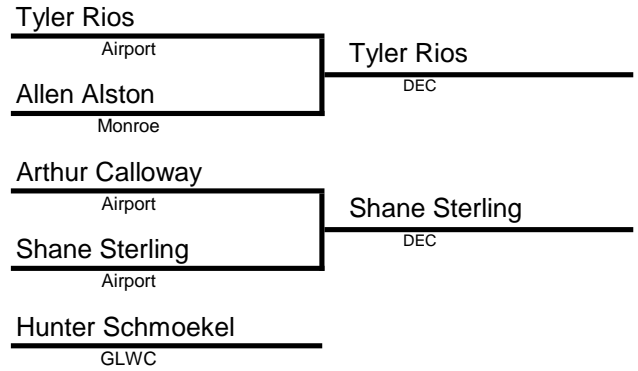 Tyler Rios
Airport
Tyler Rios
DEC
Allen Alston
Monroe
Arthur Calloway
Airport
Shane Sterling
DEC
Shane Sterling
Airport
Hunter Schmoekel
GLWC